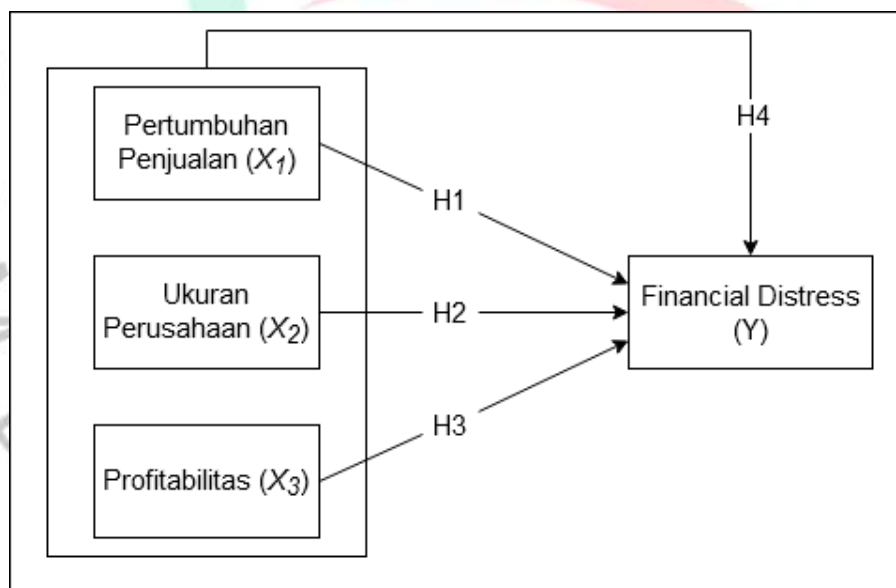 Pertumbuhan
Penjualan (X1)
H4
H1
Ukuran
Perusahaan (X2)
H2
Financial Distress
(Y)
H3
Profitabilitas (X3)